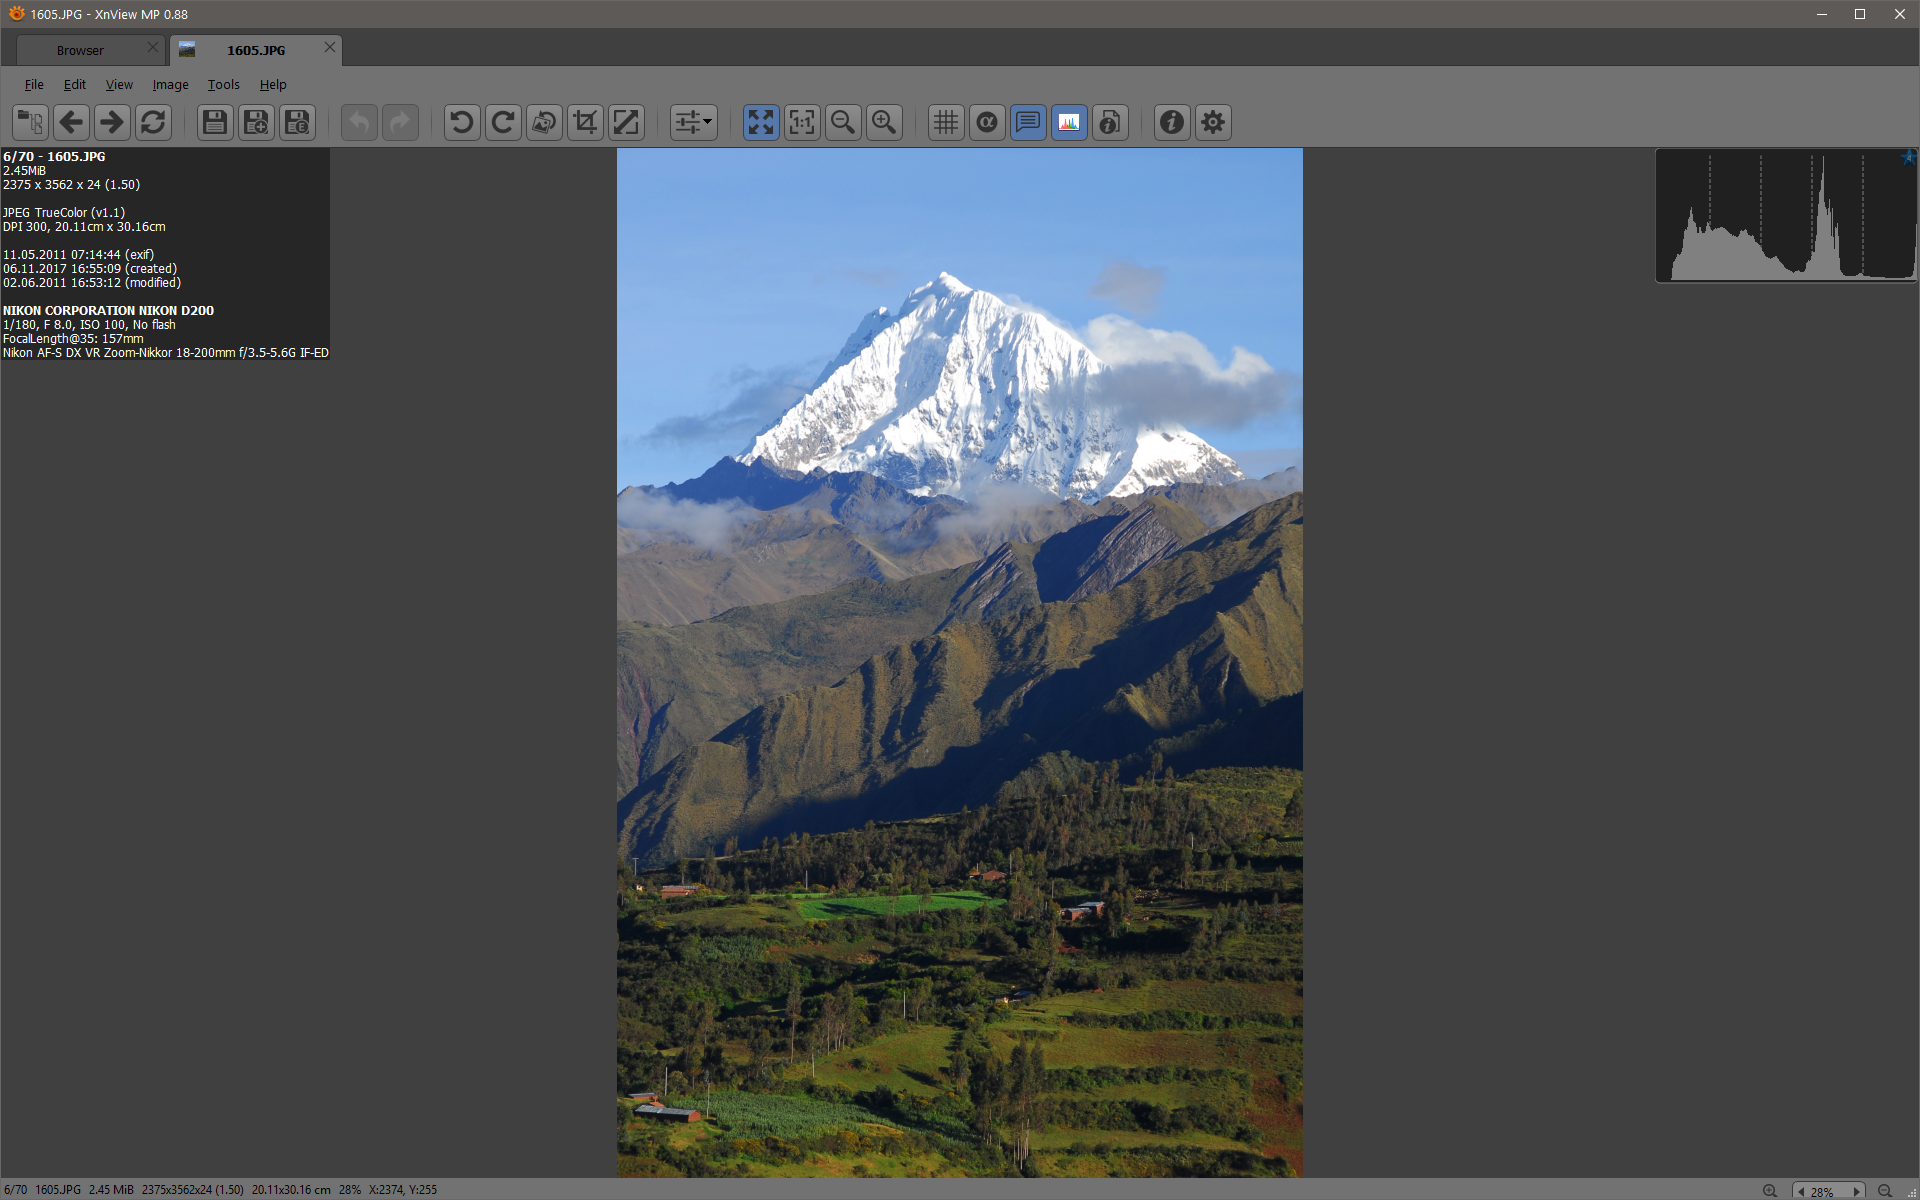 1605.JPG - XnView MP 0.88
Browser
1605.JPG
File Edit View Image Tools Help
1:1
α
6/70 - 1605.JPG
2.45MiB
2375 x 3562 x 24 (1.50)
JPEG TrueColor (v1.1)
DPI 300, 20.11cm x 30.16cm
11.05.2011 07:14:44 (exif)
06.11.2017 16:55:09 (created)
02.06.2011 16:53:12 (modified)
NIKON CORPORATION NIKON D200
1/180, F 8.0, ISO 100, No flash
FocalLength@35: 157mm
Nikon AF-S DX VR Zoom-Nikkor 18-200mm f/3.5-5.6G IF-ED
6/70 1605.JPG 2.45 MiB 2375x3562x24 (1.50) 20.11x30.16 cm 28% X:2374, Y:255
28%